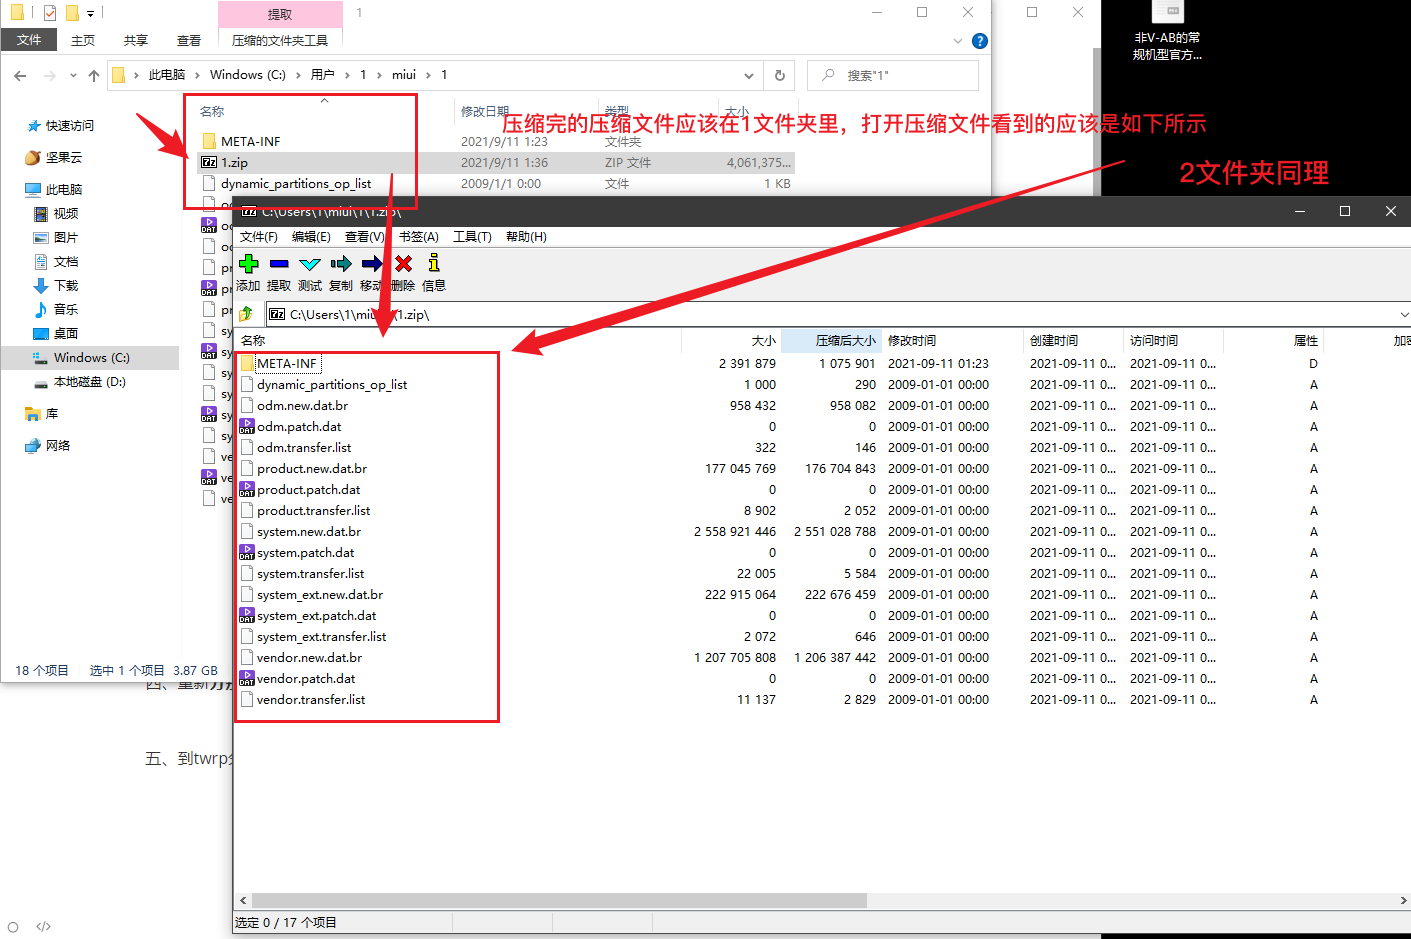 提取
1
文件 主页 共享 查看 压缩的文件夹工具
此电脑 › Windows (C:) › 用户 › 1 › miui › 1
搜索"1"
非V-AB的常
规机型官方...
名称 修改日期 类型 大小
压缩完的压缩文件应该在1文件夹里，打开压缩文件看到的应该是如下所示
2文件夹同理
META-INF 2021/9/11 1:23 文件夹
1.zip 2021/9/11 1:36 ZIP 文件 4,061,375...
dynamic_partitions_op_list 2009/1/1 0:00 文件 1 KB
快速访问
坚果云
此电脑
视频
图片
文档
下载
音乐
桌面
Windows (C:)
本地磁盘 (D:)
库
网络
18 个项目 选中 1 个项目 3.87 GB
五、到twrp
C:\Users\1\miui\1\1.zip\
文件(F) 编辑(E) 查看(V) 书签(A) 工具(T) 帮助(H)
添加 提取 测试 复制 移动 删除 信息
C:\Users\1\miui\1\1.zip\
名称 大小 压缩后大小 修改时间 创建时间 访问时间 属性 加密
META-INF 2 391 879 1 075 901 2021-09-11 01:23 2021-09-11 0... 2021-09-11 0... D
dynamic_partitions_op_list 1 000 290 2009-01-01 00:00 2021-09-11 0... 2021-09-11 0... A
odm.new.dat.br 958 432 958 082 2009-01-01 00:00 2021-09-11 0... 2021-09-11 0... A
odm.patch.dat 0 0 2009-01-01 00:00 2021-09-11 0... 2021-09-11 0... A
odm.transfer.list 322 146 2009-01-01 00:00 2021-09-11 0... 2021-09-11 0... A
product.new.dat.br 177 045 769 176 704 843 2009-01-01 00:00 2021-09-11 0... 2021-09-11 0... A
product.patch.dat 0 0 2009-01-01 00:00 2021-09-11 0... 2021-09-11 0... A
product.transfer.list 8 902 2 052 2009-01-01 00:00 2021-09-11 0... 2021-09-11 0... A
system.new.dat.br 2 558 921 446 2 551 028 788 2009-01-01 00:00 2021-09-11 0... 2021-09-11 0... A
system.patch.dat 0 0 2009-01-01 00:00 2021-09-11 0... 2021-09-11 0... A
system.transfer.list 22 005 5 584 2009-01-01 00:00 2021-09-11 0... 2021-09-11 0... A
system_ext.new.dat.br 222 915 064 222 676 459 2009-01-01 00:00 2021-09-11 0... 2021-09-11 0... A
system_ext.patch.dat 0 0 2009-01-01 00:00 2021-09-11 0... 2021-09-11 0... A
system_ext.transfer.list 2 072 646 2009-01-01 00:00 2021-09-11 0... 2021-09-11 0... A
vendor.new.dat.br 1 207 705 808 1 206 387 442 2009-01-01 00:00 2021-09-11 0... 2021-09-11 0... A
vendor.patch.dat 0 0 2009-01-01 00:00 2021-09-11 0... 2021-09-11 0... A
vendor.transfer.list 11 137 2 829 2009-01-01 00:00 2021-09-11 0... 2021-09-11 0... A
选定 0 / 17 个项目